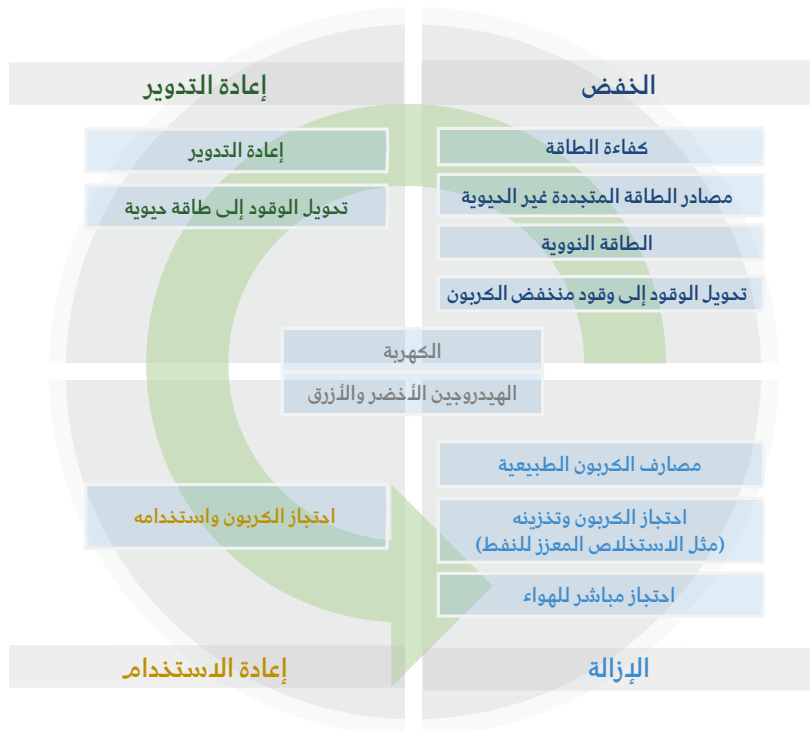 الخفض
كفاءة الطاقة
مصادر الطاقة المتجددة غير الحيوية
الطاقة النووية
تحويل الوقود إلى وقود منخفض الكربون
إعادة التدوير
إعادة التدوير
تحويل الوقود إلى طاقة حيوية
الكهربة
الهيدروجين الأخضر والأزرق
مصارف الكربون الطبيعية
احتجاز الكربون وتخزينه
(مثل الاستخلاص المعزز للنفط)
احتجاز مباشر للهواء
الإزالة
احتجاز الكربون واستخدامه
إعادة الاستخدام